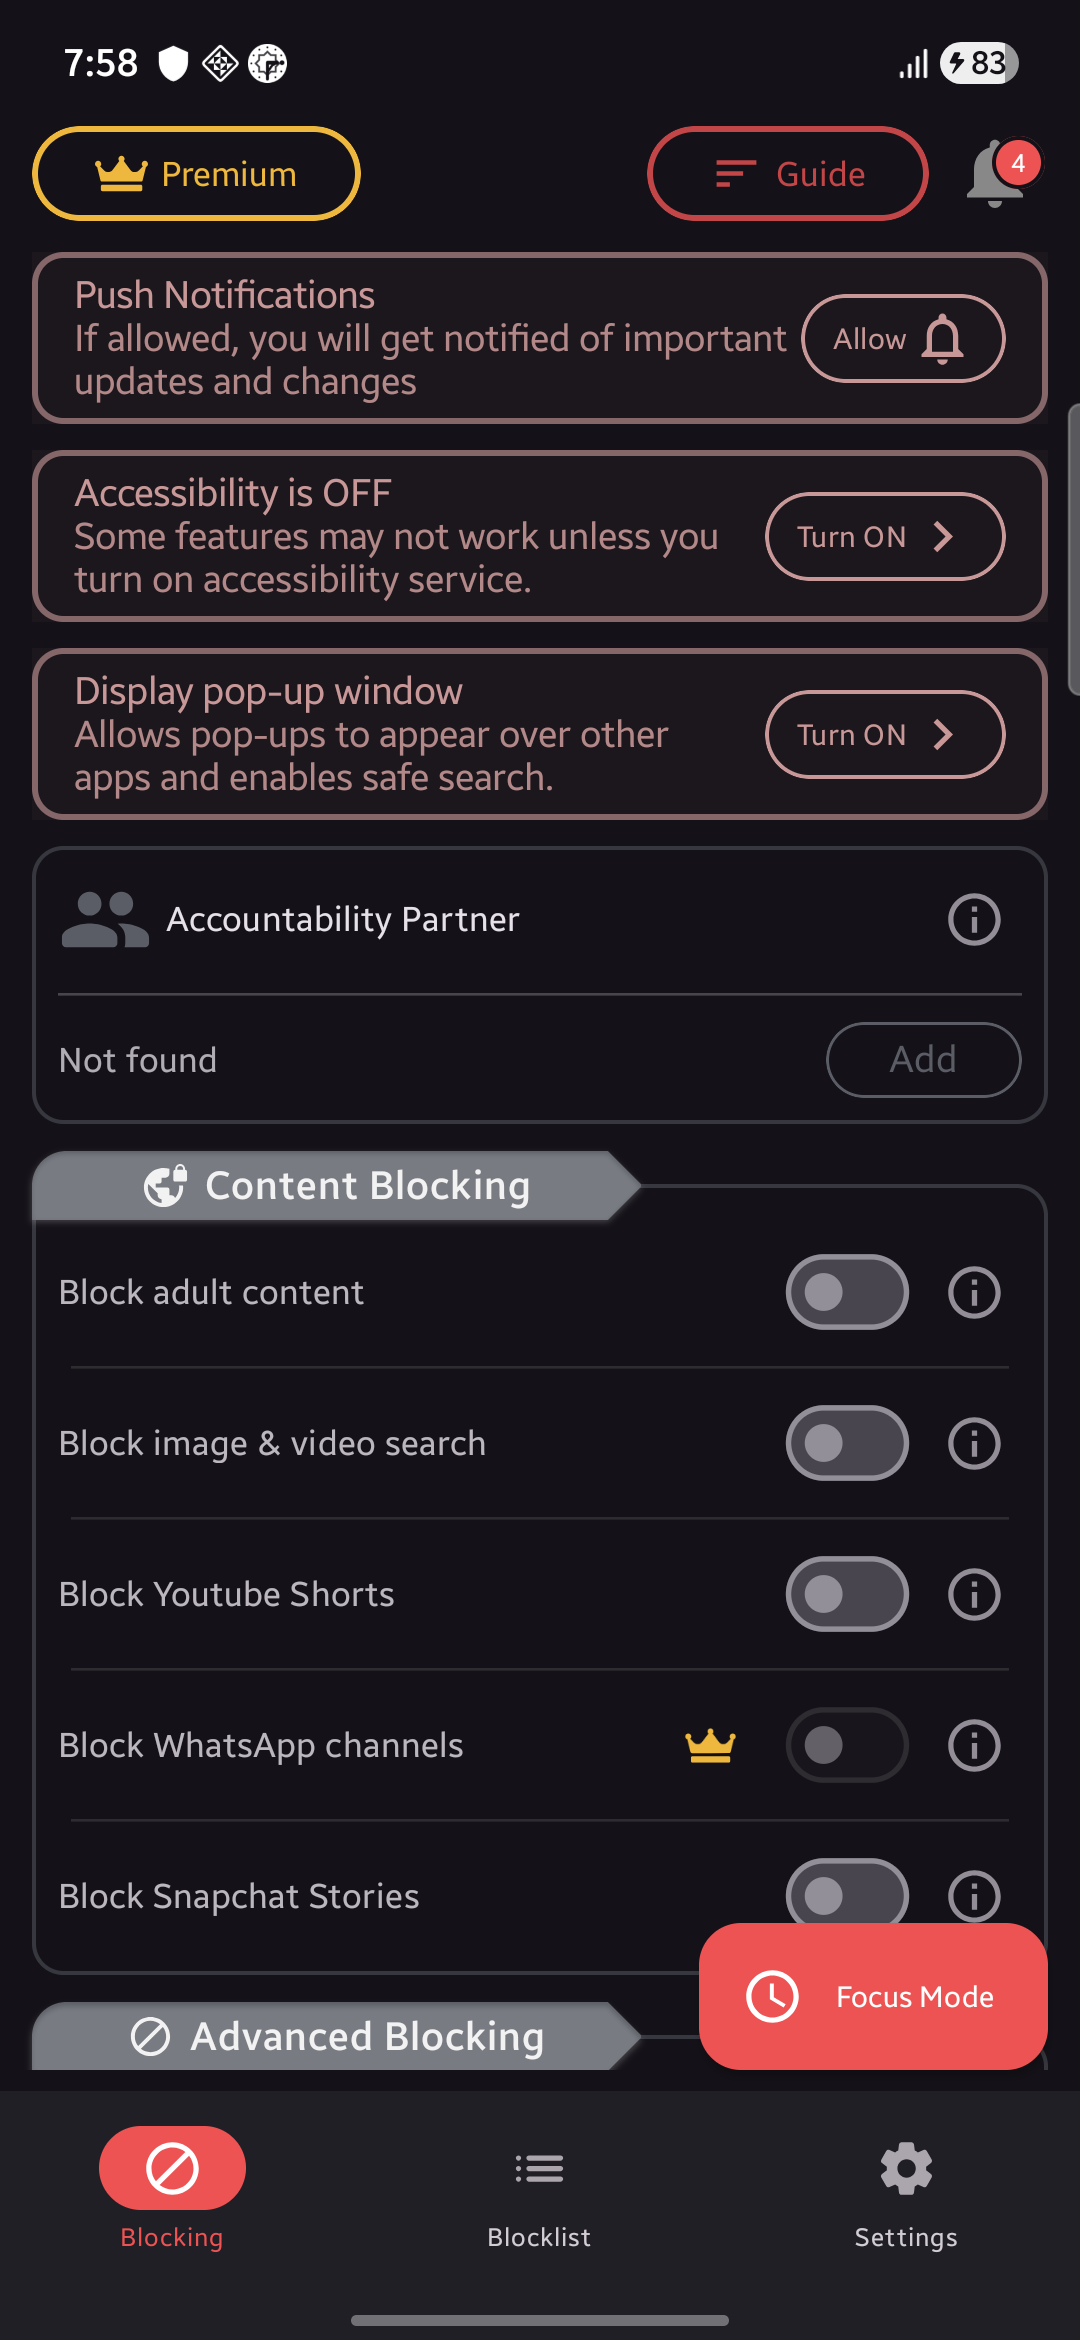 7:58
83
Premium
Guide
4
Push Notifications
If allowed, you will get notified of important
updates and changes
Allow
Accessibility is OFF
Some features may not work unless you
turn on accessibility service.
Turn ON
Display pop-up window
Allows pop-ups to appear over other
apps and enables safe search.
Turn ON
Accountability Partner
Not found
Add
Content Blocking
Block adult content
Block image & video search
Block Youtube Shorts
Block WhatsApp channels
Block Snapchat Stories
Focus Mode
Advanced Blocking
Blocking
Blocklist
Settings